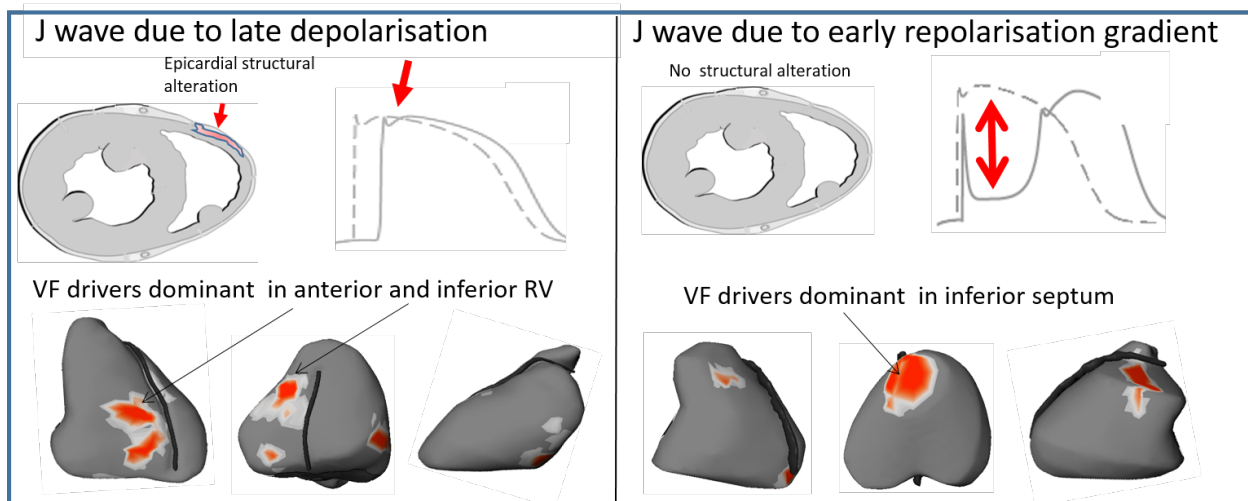 J wave due to late depolarisation
Epicardial structural
alteration
VF drivers dominant in anterior and inferior RV
J wave due to early repolarisation gradient
No structural alteration
VF drivers dominant in inferior septum